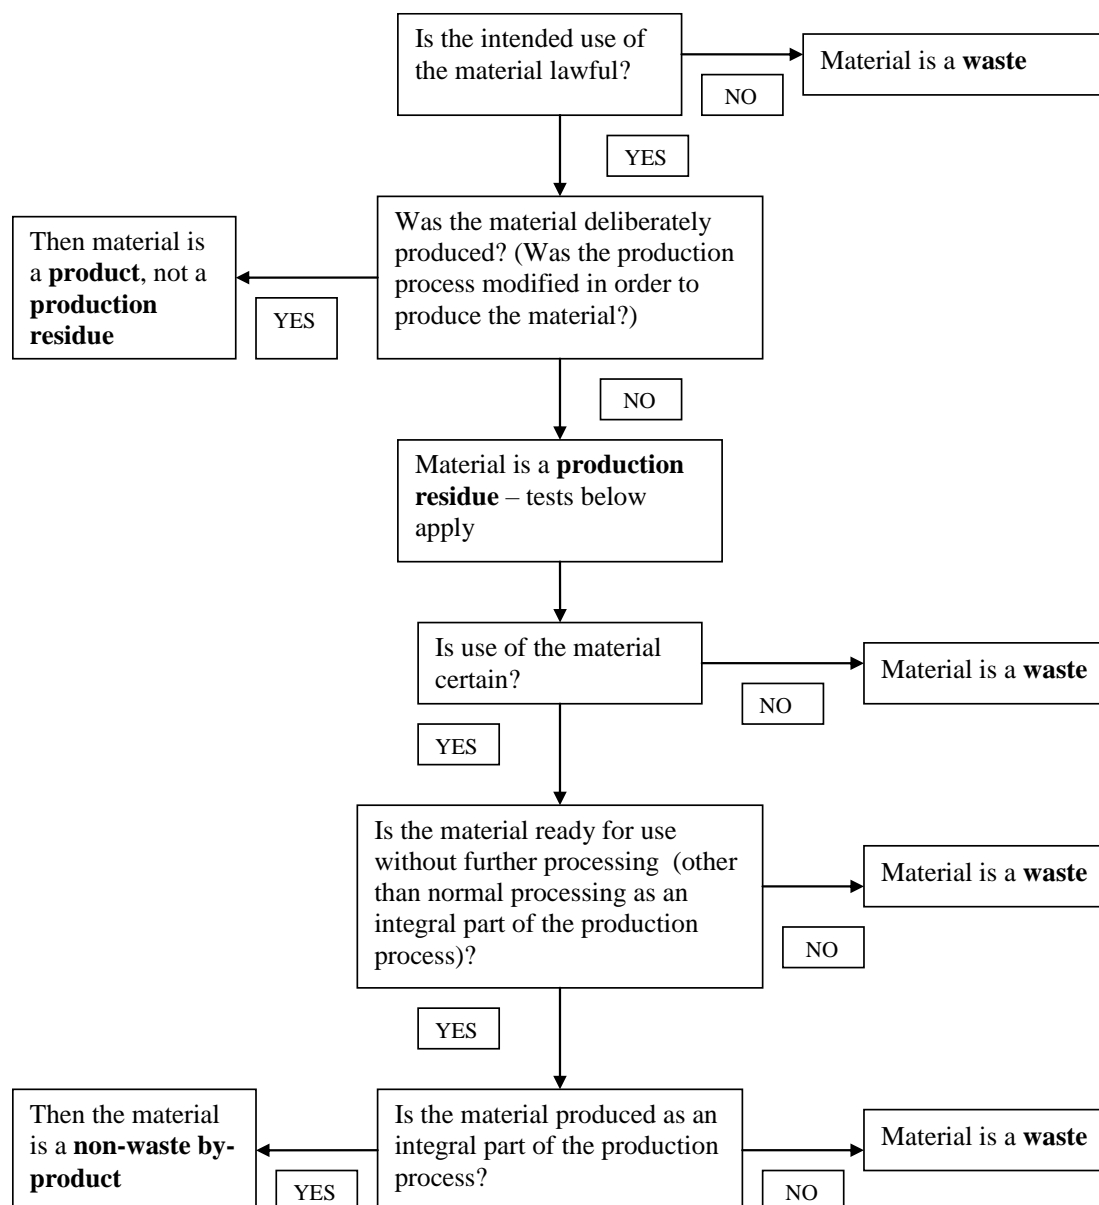 Is the intended use of
the material lawful?
Material is a waste
NO
YES
Was the material deliberately
produced? (Was the production
process modified in order to
produce the material?)
Then material is
a product, not a
production
residue
YES
NO
Material is a production
residue – tests below
apply
Is use of the material
certain?
Material is a waste
NO
YES
Is the material ready for use
without further processing  (other
than normal processing as an
integral part of the production
process)?
Material is a waste
NO
YES
Then the material
is a non-waste by-
product
YES
Is the material produced as an
integral part of the production
process?
Material is a waste
NO